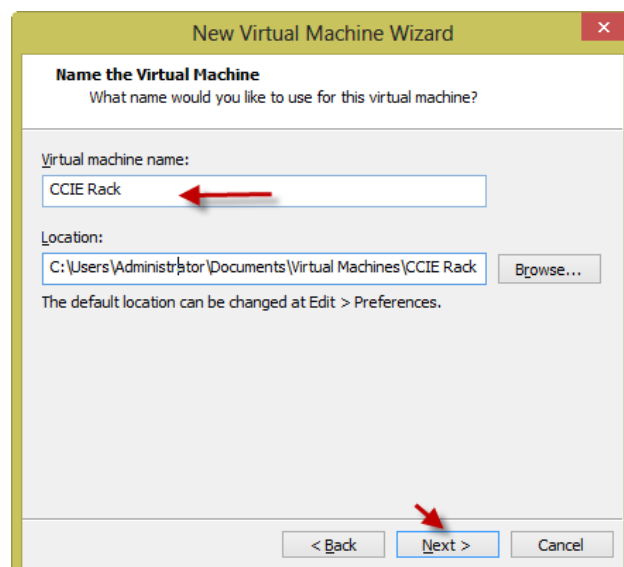 New Virtual Machine Wizard
Name the Virtual Machine
What name would you like to use for this virtual machine?
Virtual machine name:
CCIE Rack
Location:
C:\Users\Administrator\Documents\Virtual Machines\CCIE Rack
Browse...
The default location can be changed at Edit > Preferences.
< Back
Next >
Cancel